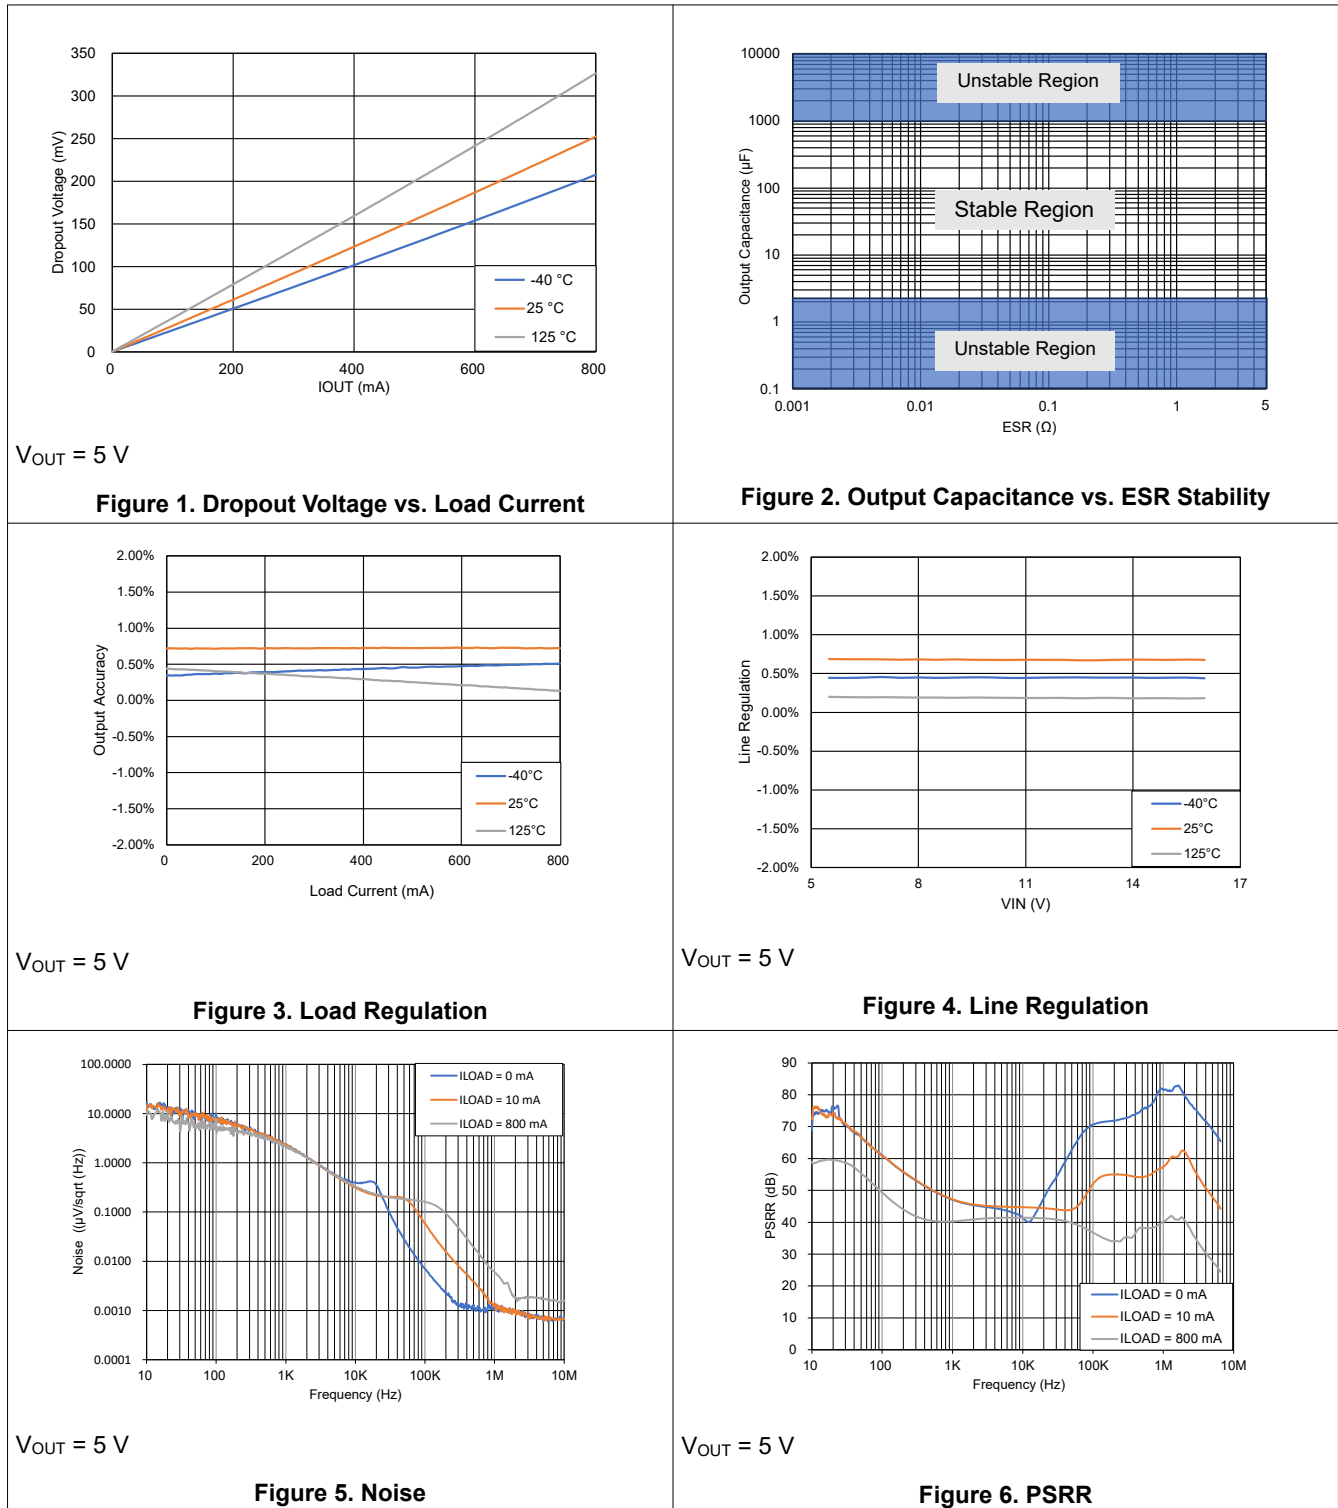 350
300
250
200
150
100
50
0
Dropout Voltage (mV)
-40 °C
25 °C
125 °C
0 200 400 600 800
IOUT (mA)
V_OUT = 5 V
Figure 1. Dropout Voltage vs. Load Current
10000
1000
100
10
1
0.1
Output Capacitance (µF)
Unstable Region
Stable Region
Unstable Region
0.001 0.01 0.1 1 5
ESR (Ω)
Figure 2. Output Capacitance vs. ESR Stability
2.00%
1.50%
1.00%
0.50%
0.00%
-0.50%
-1.00%
-1.50%
-2.00%
Output Accuracy
-40°C
25°C
125°C
0 200 400 600 800
Load Current (mA)
V_OUT = 5 V
Figure 3. Load Regulation
2.00%
1.50%
1.00%
0.50%
0.00%
-0.50%
-1.00%
-1.50%
-2.00%
Line Regulation
-40°C
25°C
125°C
5 8 11 14 17
VIN (V)
V_OUT = 5 V
Figure 4. Line Regulation
100.0000
10.0000
1.0000
0.1000
0.0100
0.0010
0.0001
Noise ((µV/sqrt (Hz))
ILOAD = 0 mA
ILOAD = 10 mA
ILOAD = 800 mA
10 100 1K 10K 100K 1M 10M
Frequency (Hz)
V_OUT = 5 V
Figure 5. Noise
90
80
70
60
50
40
30
20
10
0
PSRR (dB)
ILOAD = 0 mA
ILOAD = 10 mA
ILOAD = 800 mA
10 100 1K 10K 100K 1M 10M
Frequency (Hz)
V_OUT = 5 V
Figure 6. PSRR